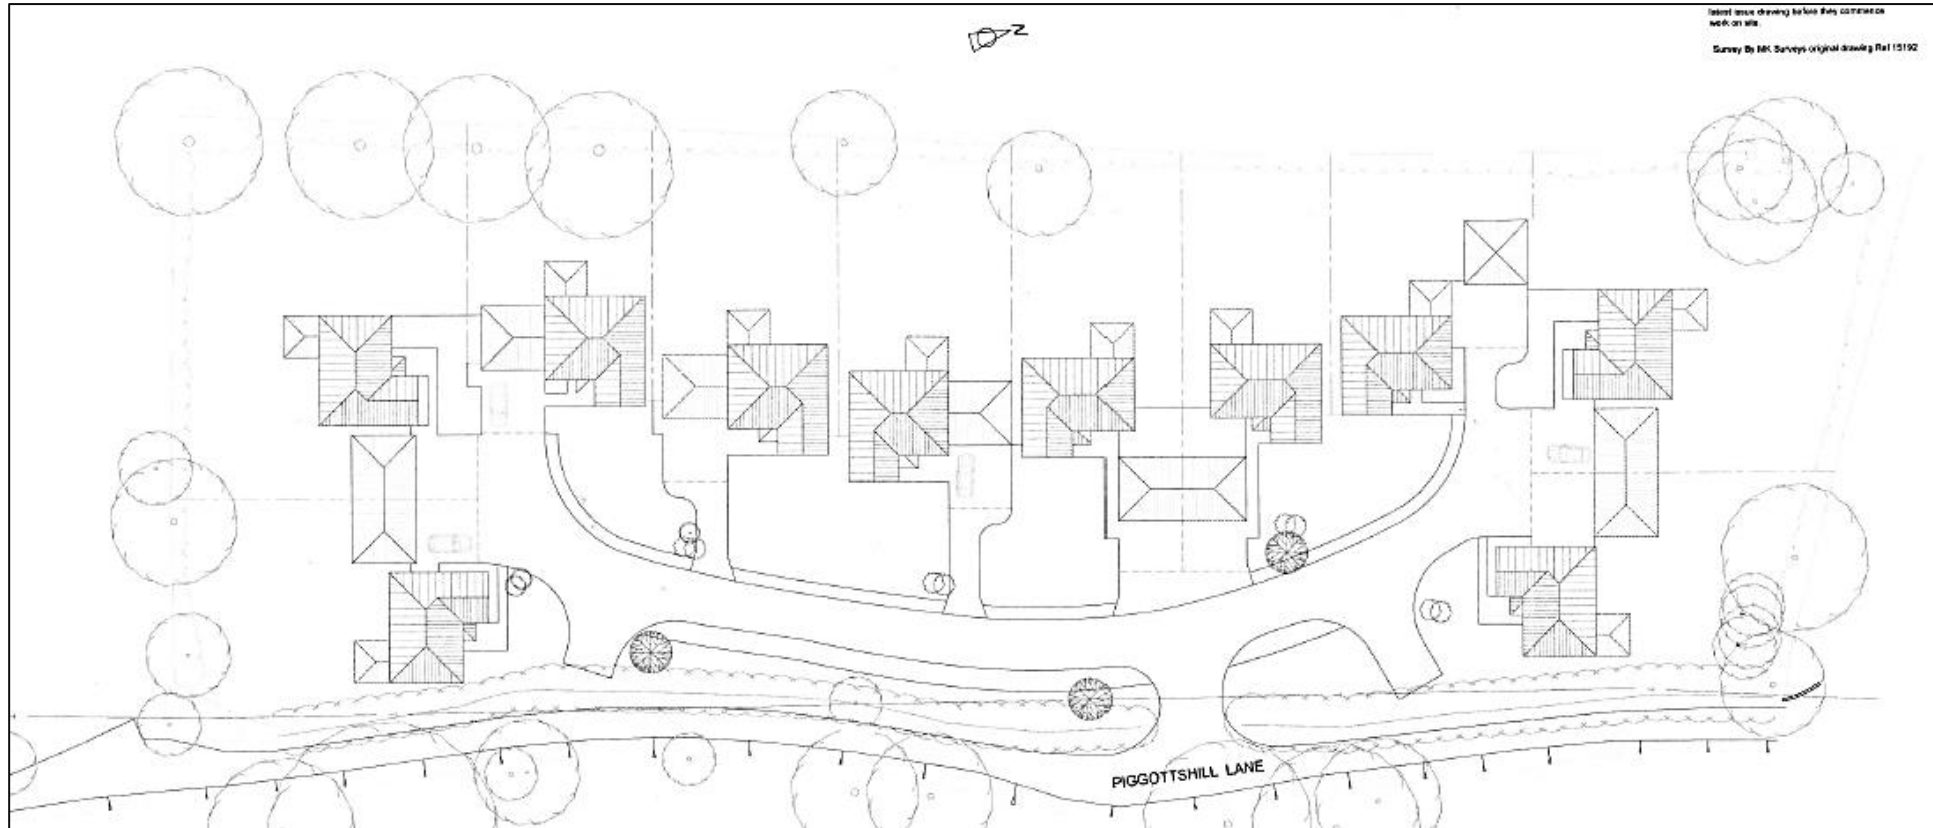 latest issue drawing before they commence
work on site.
Survey By MK Surveys original drawing Ref 15192
N
PIGGOTTSHILL LANE